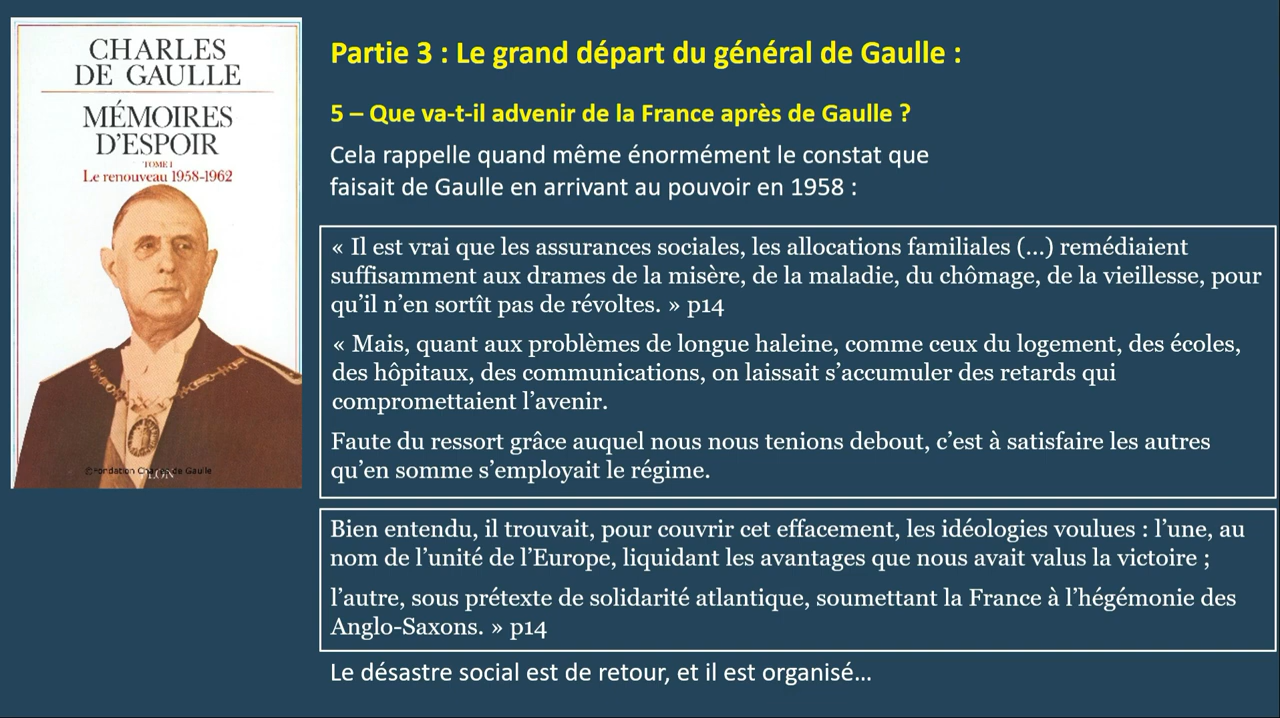 CHARLES
DE GAULLE
MÉMOIRES
D'ESPOIR
TOME I
Le renouveau 1958-1962
©Fondation Charles de Gaulle
PLON
Partie 3 : Le grand départ du général de Gaulle :
5 – Que va-t-il advenir de la France après de Gaulle ?
Cela rappelle quand même énormément le constat que
faisait de Gaulle en arrivant au pouvoir en 1958 :
« Il est vrai que les assurances sociales, les allocations familiales (…) remédiaient
suffisamment aux drames de la misère, de la maladie, du chômage, de la vieillesse, pour
qu’il n’en sortît pas de révoltes. » p14
« Mais, quant aux problèmes de longue haleine, comme ceux du logement, des écoles,
des hôpitaux, des communications, on laissait s’accumuler des retards qui
compromettaient l’avenir.
Faute du ressort grâce auquel nous nous tenions debout, c’est à satisfaire les autres
qu’en somme s’employait le régime.
Bien entendu, il trouvait, pour couvrir cet effacement, les idéologies voulues : l’une, au
nom de l’unité de l’Europe, liquidant les avantages que nous avait valus la victoire ;
l’autre, sous prétexte de solidarité atlantique, soumettant la France à l’hégémonie des
Anglo-Saxons. » p14
Le désastre social est de retour, et il est organisé…